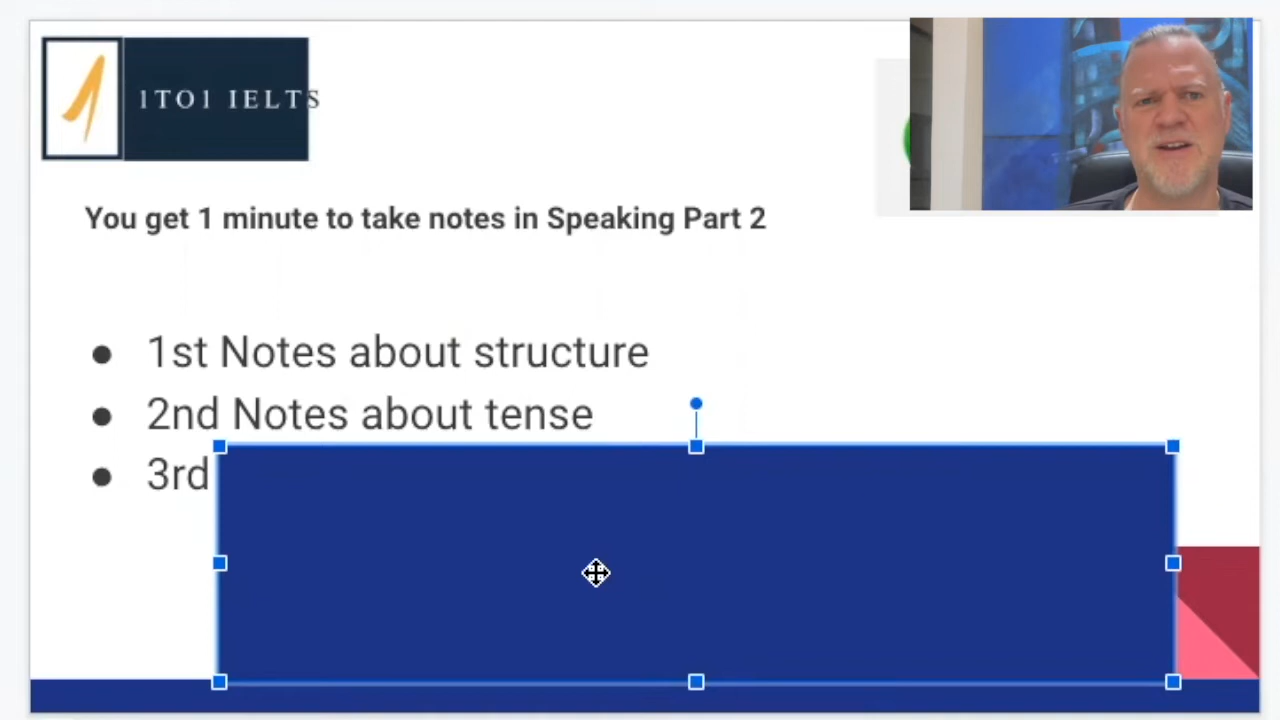 1TO1 IELTS
You get 1 minute to take notes in Speaking Part 2
● 1st Notes about structure
● 2nd Notes about tense
● 3rd